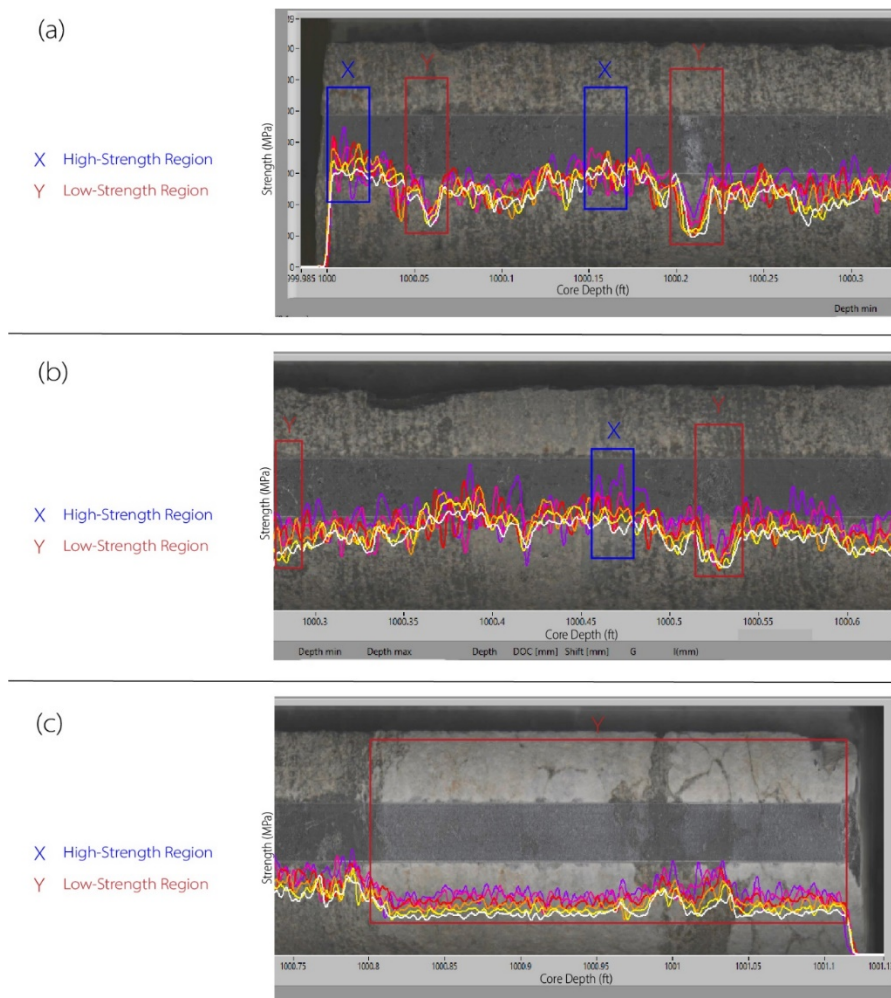 (a)
X High-Strength Region
Y Low-Strength Region
X
Y
X
Y
Strength (MPa)
0
1000 1000.05 1000.1 1000.15 1000.2 1000.25 1000.3
Core Depth (ft)
Depth min
(b)
X High-Strength Region
Y Low-Strength Region
Y
X
Y
Strength (MPa)
1000.3 1000.35 1000.4 1000.45 1000.5 1000.55 1000.6
Core Depth (ft)
Depth min Depth max Depth DOC [mm] Shift [mm] G I(mm)
(c)
X High-Strength Region
Y Low-Strength Region
Y
Strength (MPa)
1000.75 1000.8 1000.85 1000.9 1000.95 1001 1001.05 1001.1
Core Depth (ft)